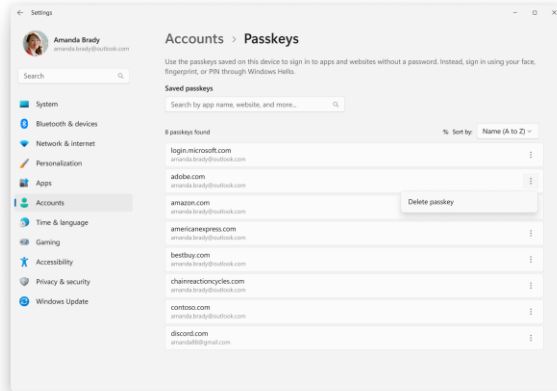 Settings
Amanda Brady
amanda.brady@outlook.com
Search
System
Bluetooth & devices
Network & internet
Personalization
Apps
Accounts
Time & language
Gaming
Accessibility
Privacy & security
Windows Update
Accounts > Passkeys
Use the passkeys saved on this device to sign in to apps and websites without a password. Instead, sign in using your face,
fingerprint, or PIN through Windows Hello.
Saved passkeys
Search by app name, website, and more...
8 passkeys found
Sort by: Name (A to Z)
login.microsoft.com
amanda.brady@outlook.com
adobe.com
amanda.brady@outlook.com
Delete passkey
amazon.com
amanda.brady@outlook.com
americanexpress.com
amanda.brady@outlook.com
bestbuy.com
amanda.brady@outlook.com
chainreactioncycles.com
amanda.brady@outlook.com
contoso.com
amanda.brady@outlook.com
discord.com
amanda88@gmail.com